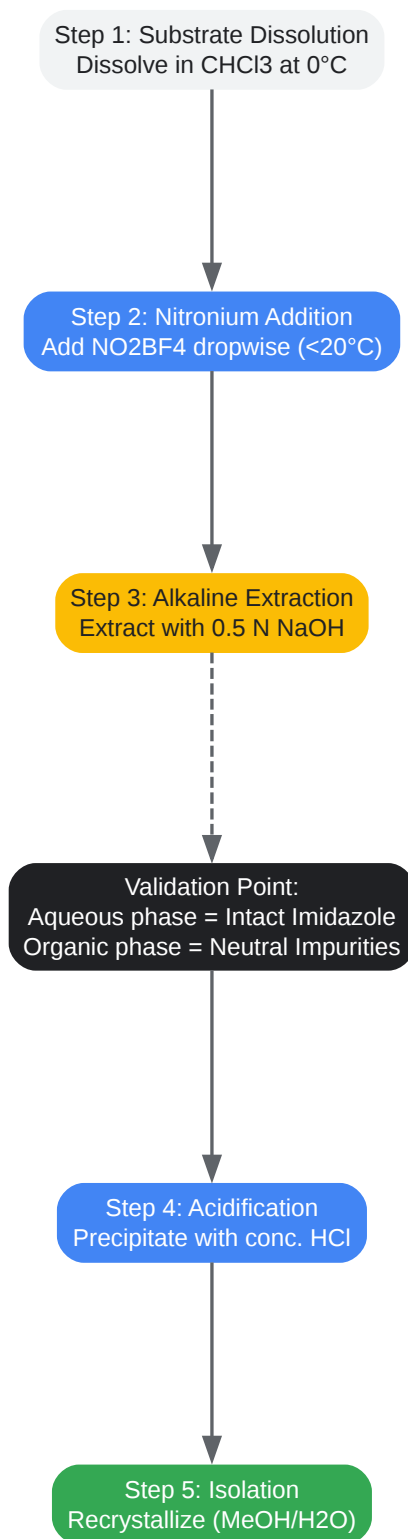 Step 1: Substrate Dissolution
Dissolve in CHCl3 at 0°C
Step 2: Nitronium Addition
Add NO2BF4 dropwise (<20°C)
Step 3: Alkaline Extraction
Extract with 0.5 N NaOH
Validation Point:
Aqueous phase = Intact Imidazole
Organic phase = Neutral Impurities
Step 4: Acidification
Precipitate with conc. HCl
Step 5: Isolation
Recrystallize (MeOH/H2O)